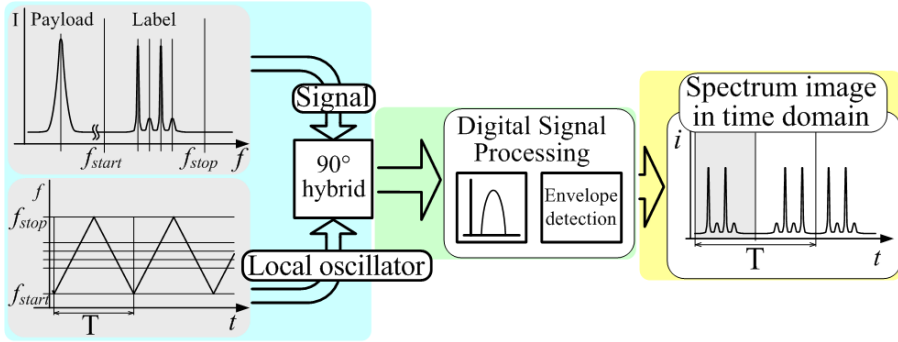 I
Payload
Label
f_start
f_stop
f
Signal
90°
hybrid
f
f_stop
f_start
T
t
Local oscillator
Digital Signal
Processing
Envelope
detection
Spectrum image
in time domain
i
T
t